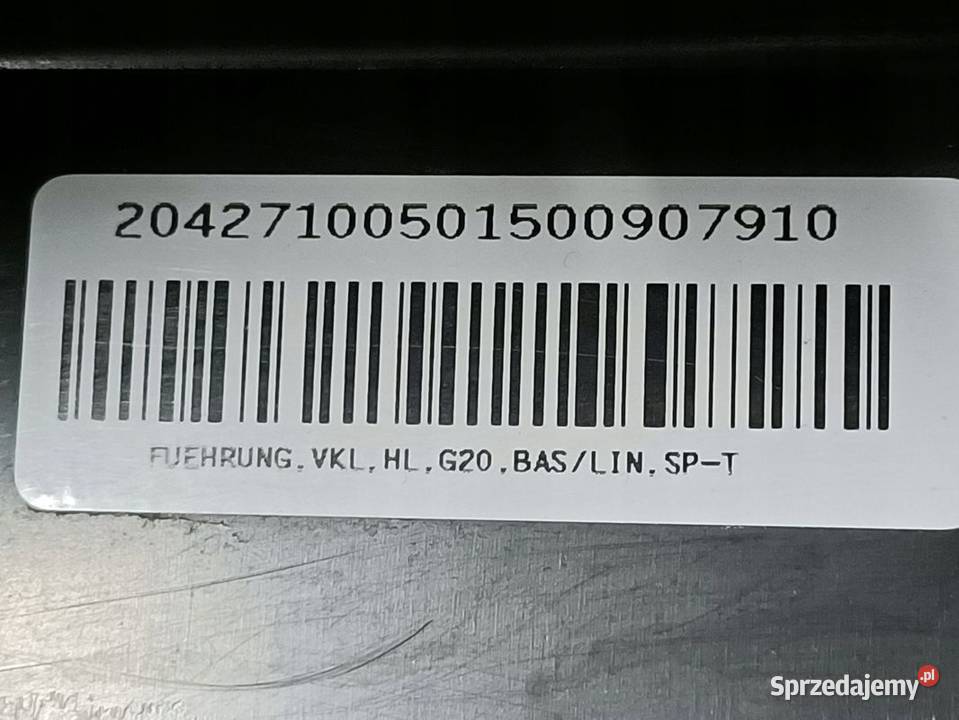 20427100501500907910
FUEHRUNG,VKL,HL,G20,BAS/LIN,SP-T
Sprzedajemy.pl